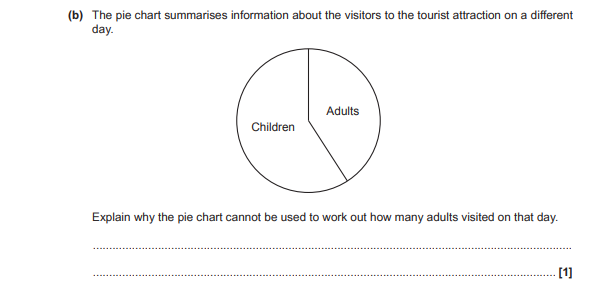 (b) The pie chart summarises information about the visitors to the tourist attraction on a different
day.
Adults
Children
Explain why the pie chart cannot be used to work out how many adults visited on that day.
[1]